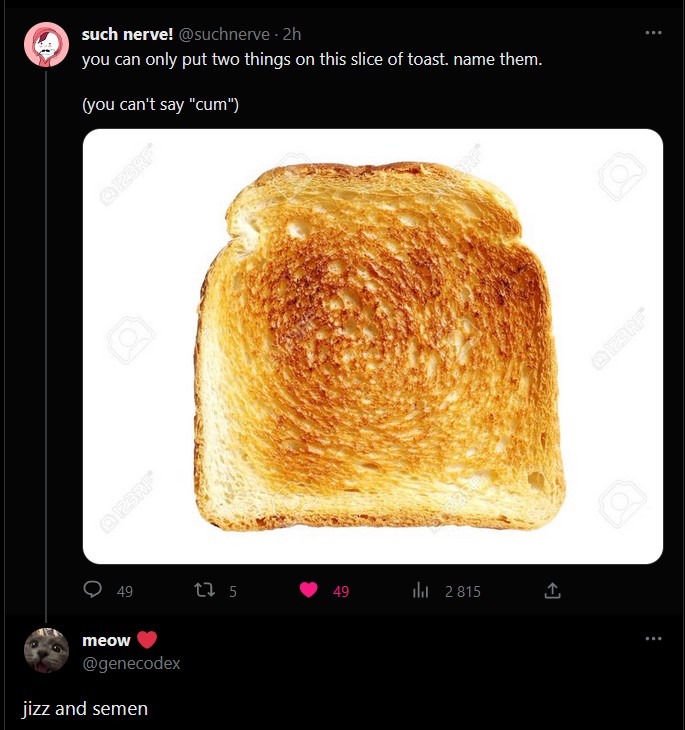 such nerve! @suchnerve · 2h
you can only put two things on this slice of toast. name them.
(you can't say "cum")
123RF
123RF
123RF
123RF
123RF
49
5
49
2 815
meow ❤️
@genecodex
jizz and semen